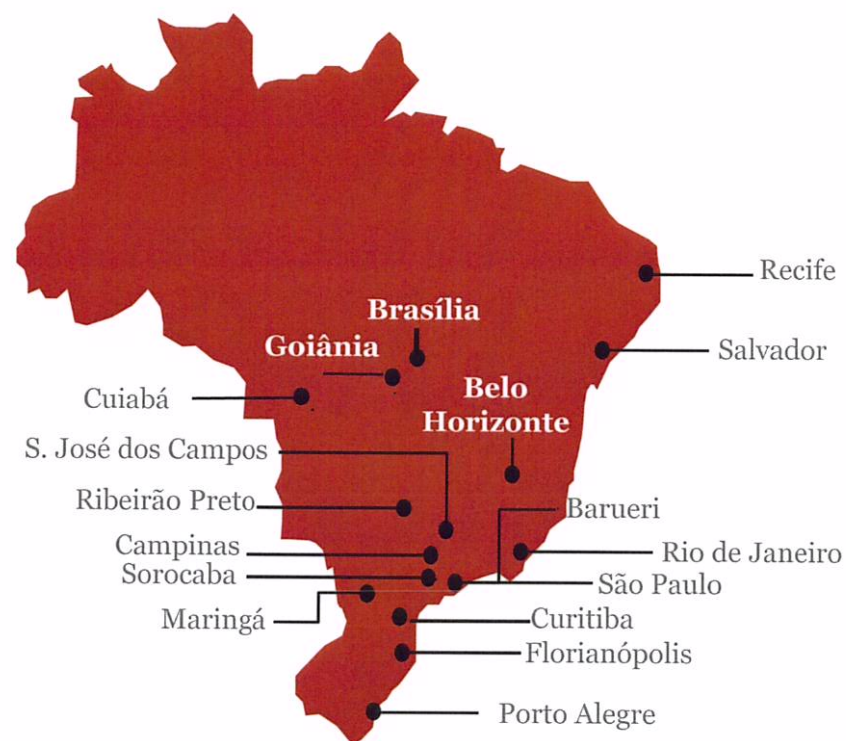 Recife
Brasília
Goiânia
Salvador
Cuiabá
Belo
Horizonte
S. José dos Campos
Ribeirão Preto
Barueri
Campinas
Rio de Janeiro
Sorocaba
São Paulo
Maringá
Curitiba
Florianópolis
Porto Alegre